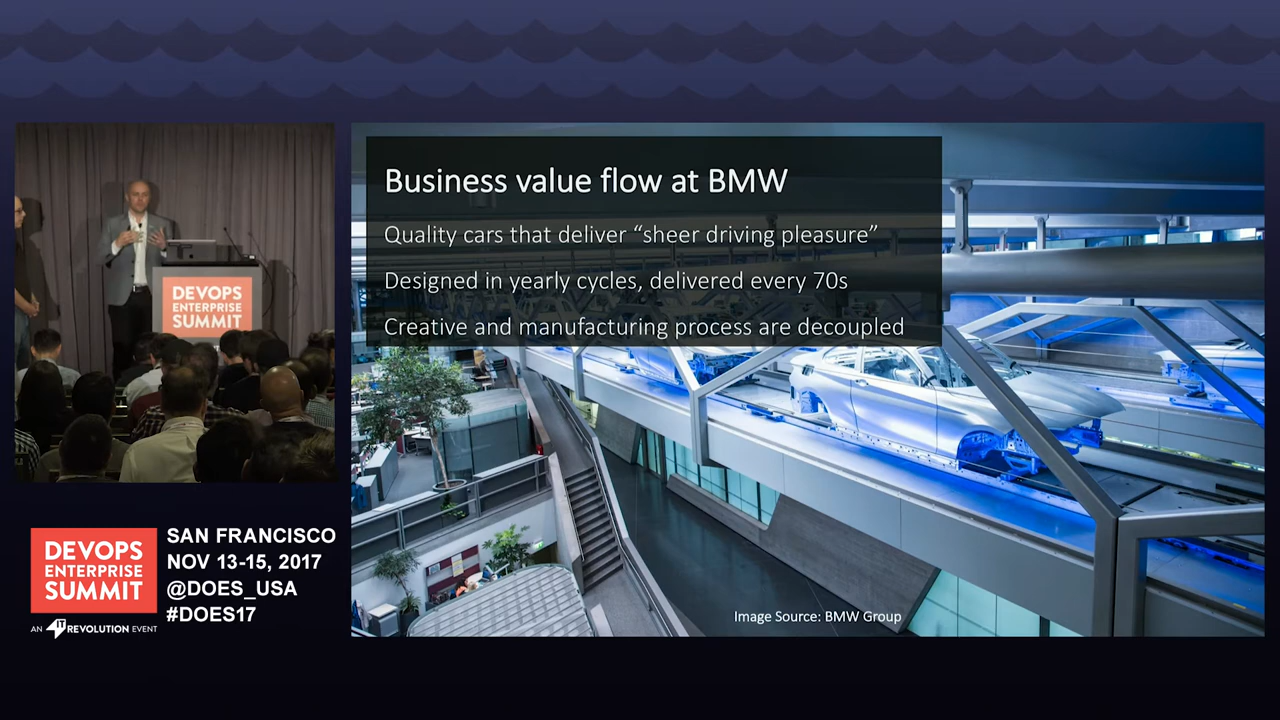 Business value flow at BMW
Quality cars that deliver “sheer driving pleasure”
Designed in yearly cycles, delivered every 70s
Creative and manufacturing process are decoupled
Image Source: BMW Group
DEVOPS
ENTERPRISE
SUMMIT
DEVOPS
ENTERPRISE
SUMMIT
SAN FRANCISCO
NOV 13-15, 2017
@DOES_USA
#DOES17
AN IT REVOLUTION EVENT